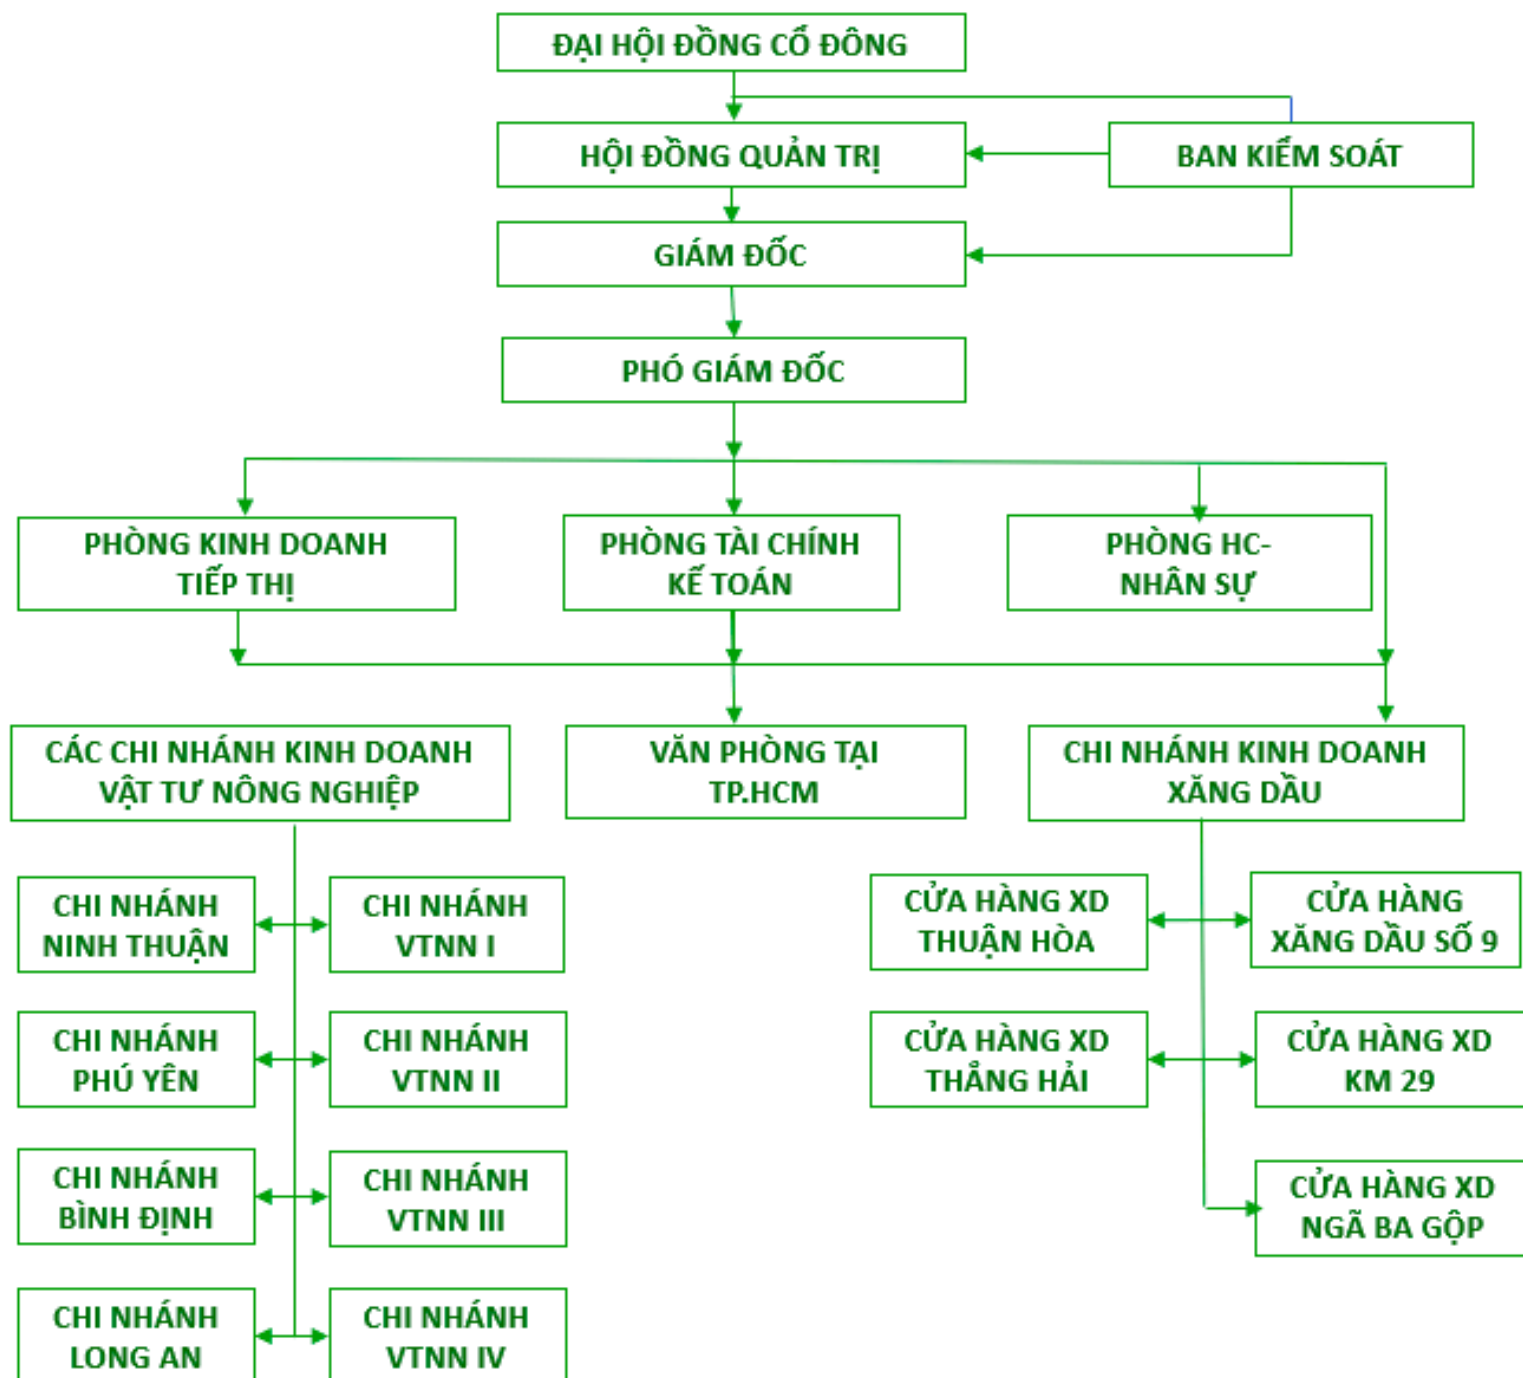 ĐẠI HỘI ĐỒNG CỔ ĐÔNG
HỘI ĐỒNG QUẢN TRỊ
BAN KIỂM SOÁT
GIÁM ĐỐC
PHÓ GIÁM ĐỐC
PHÒNG KINH DOANH
TIẾP THỊ
PHÒNG TÀI CHÍNH
KẾ TOÁN
PHÒNG HC-
NHÂN SỰ
CÁC CHI NHÁNH KINH DOANH
VẬT TƯ NÔNG NGHIỆP
VĂN PHÒNG TẠI
TP.HCM
CHI NHÁNH KINH DOANH
XĂNG DẦU
CHI NHÁNH
NINH THUẬN
CHI NHÁNH
VTNN I
CỬA HÀNG XD
THUẬN HÒA
CỬA HÀNG
XĂNG DẦU SỐ 9
CHI NHÁNH
PHÚ YÊN
CHI NHÁNH
VTNN II
CỬA HÀNG XD
THẮNG HẢI
CỬA HÀNG XD
KM 29
CHI NHÁNH
BÌNH ĐỊNH
CHI NHÁNH
VTNN III
CỬA HÀNG XD
NGÃ BA GỘP
CHI NHÁNH
LONG AN
CHI NHÁNH
VTNN IV